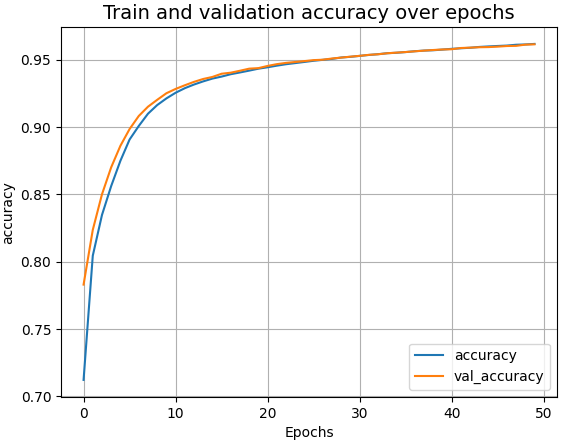 Train and validation accuracy over epochs
accuracy
0.95
0.90
0.85
0.80
0.75
0.70
0 10 20 30 40 50
Epochs
accuracy
val_accuracy